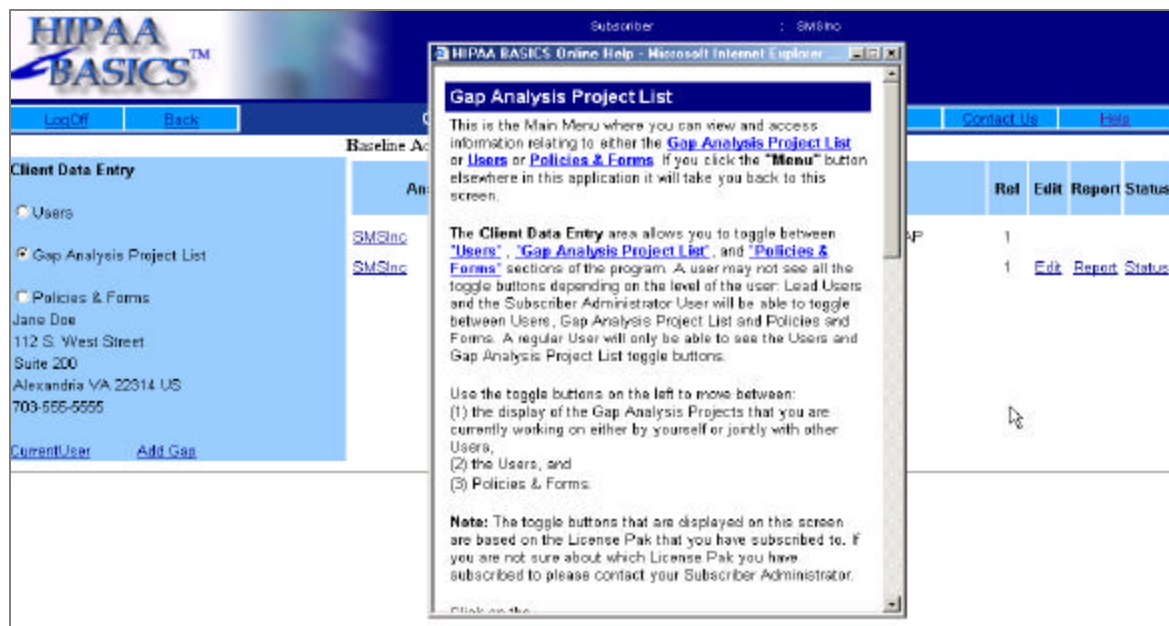 HIPAA
BASICS™
Subscriber : SMSInc
HIPAA BASICS Online Help - Microsoft Internet Explorer
LogOff Back Contact Us Help
Gap Analysis Project List
This is the Main Menu where you can view and access
information relating to either the Gap Analysis Project List
or Users or Policies & Forms. If you click the "Menu" button
elsewhere in this application it will take you back to this
screen.
The Client Data Entry area allows you to toggle between
"Users" , "Gap Analysis Project List", and "Policies &
Forms" sections of the program. A user may not see all the
toggle buttons depending on the level of the user: Lead Users
and the Subscriber Administrator User will be able to toggle
between Users, Gap Analysis Project List and Policies and
Forms. A regular User will only be able to see the Users and
Gap Analysis Project List toggle buttons.
Use the toggle buttons on the left to move between:
(1) the display of the Gap Analysis Projects that you are
currently working on either by yourself or jointly with other
Users,
(2) the Users, and
(3) Policies & Forms.
Note: The toggle buttons that are displayed on this screen
are based on the License Pak that you have subscribed to. If
you are not sure about which License Pak you have
subscribed to please contact your Subscriber Administrator.
Click on the
Client Data Entry
Users
Gap Analysis Project List
Policies & Forms
Jane Doe
112 S. West Street
Suite 200
Alexandria VA 22314 US
703-555-5555
CurrentUser Add Gap
Baseline
Rel Edit Report Status
SMSInc 1
SMSInc 1 Edit Report Status